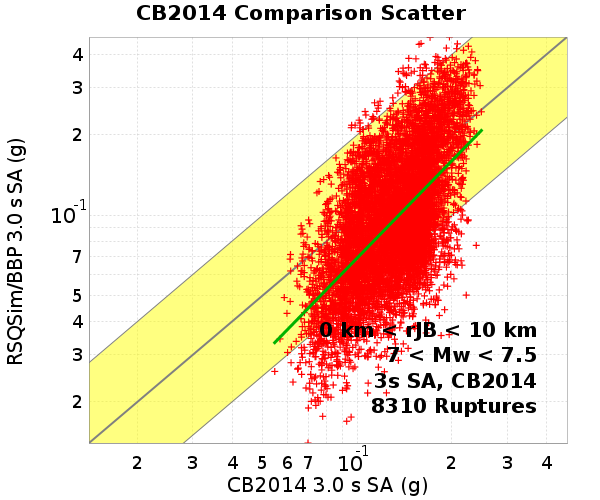 CB2014 Comparison Scatter
RSQSim/BBP 3.0 s SA (g)
4
3
2
10-1
7
5
4
3
2
0 km < rJB < 10 km
7 < Mw < 7.5
3s SA, CB2014
8310 Ruptures
2 3 4 5 6 7 10-1 2 3 4
CB2014 3.0 s SA (g)